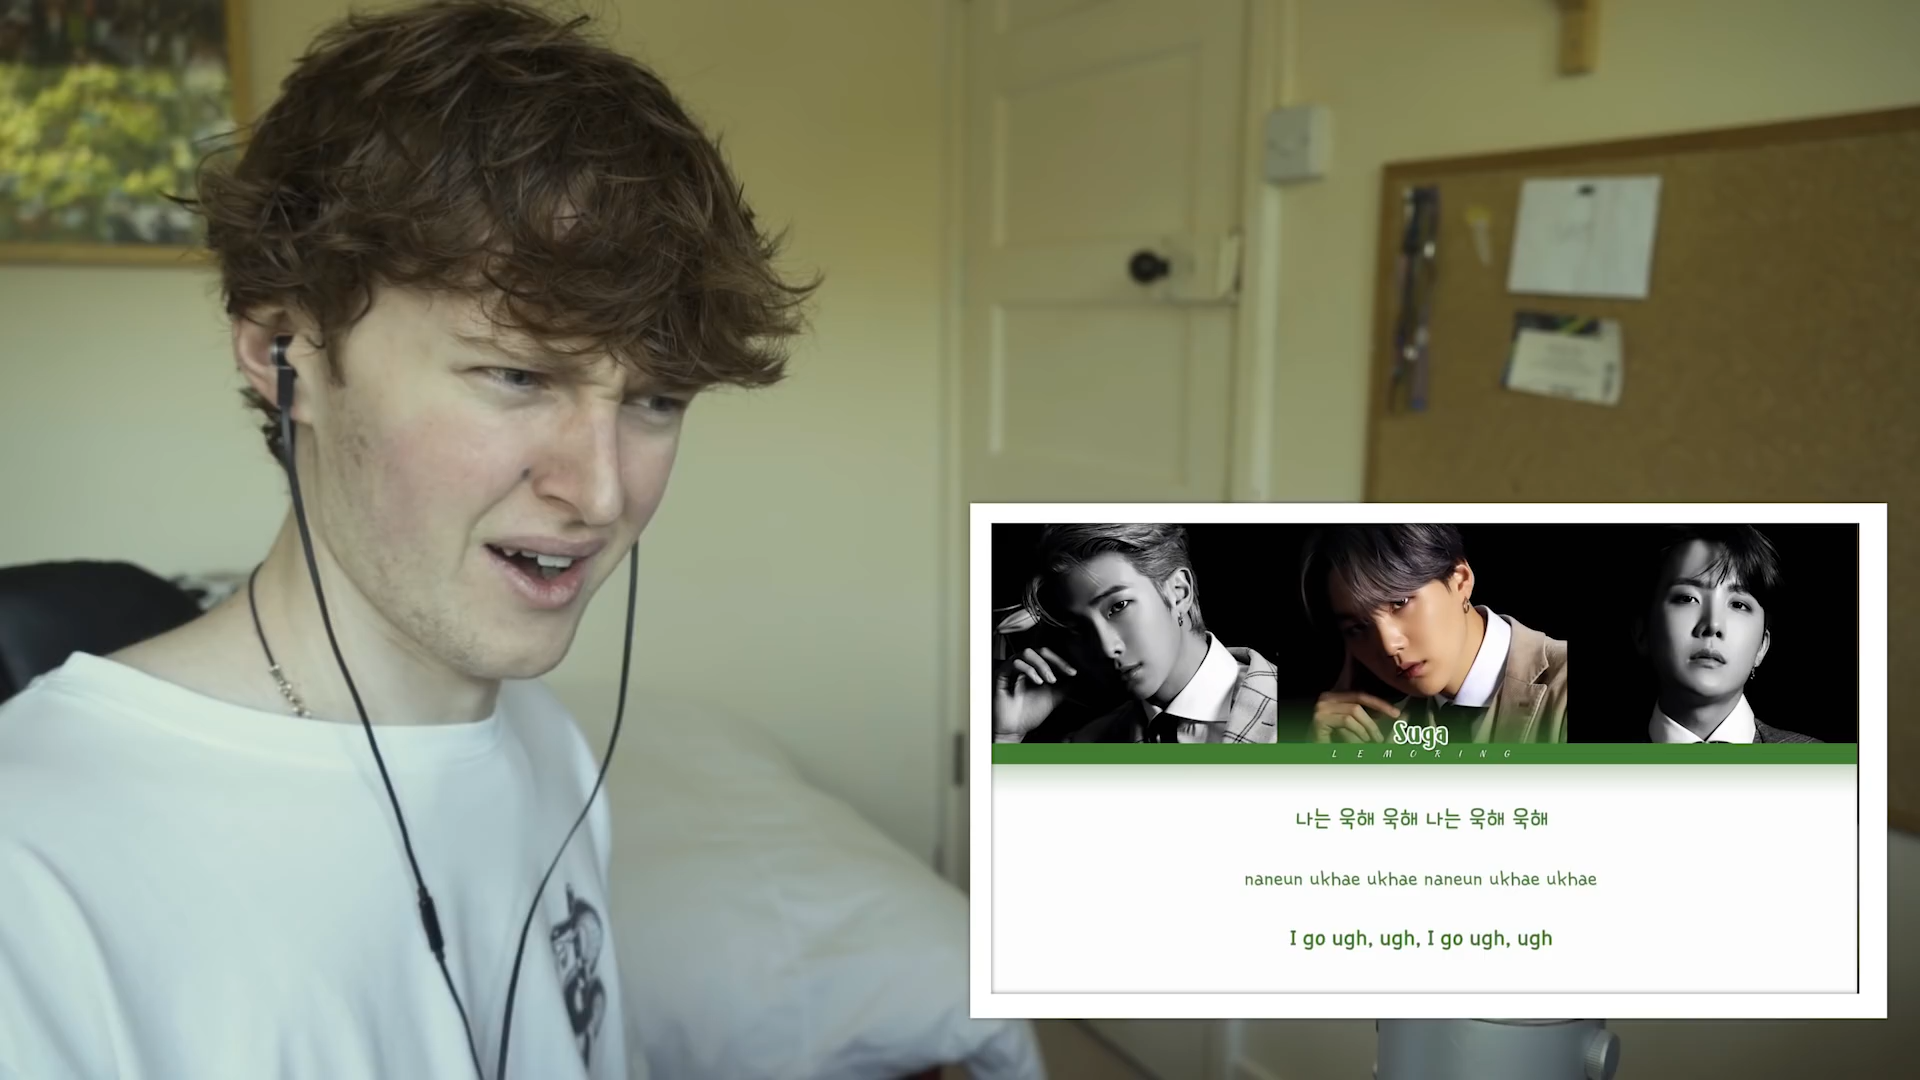 Suga
LEMORING
나는 욱해 욱해 나는 욱해 욱해
naneun ukhae ukhae naneun ukhae ukhae
I go ugh, ugh, I go ugh, ugh